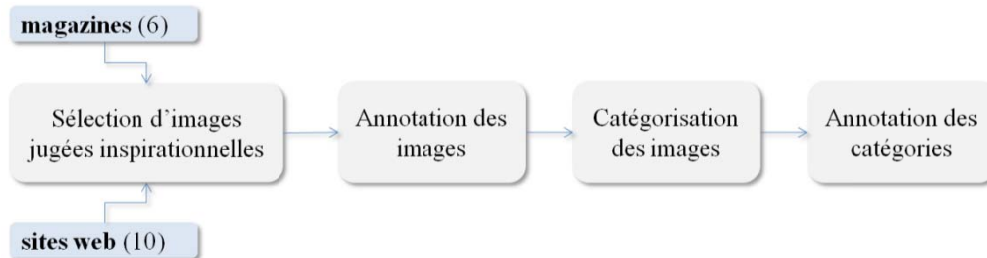 magazines (6)
Sélection d'images
jugées inspirationnelles
Annotation des
images
Catégorisation
des images
Annotation des
catégories
sites web (10)